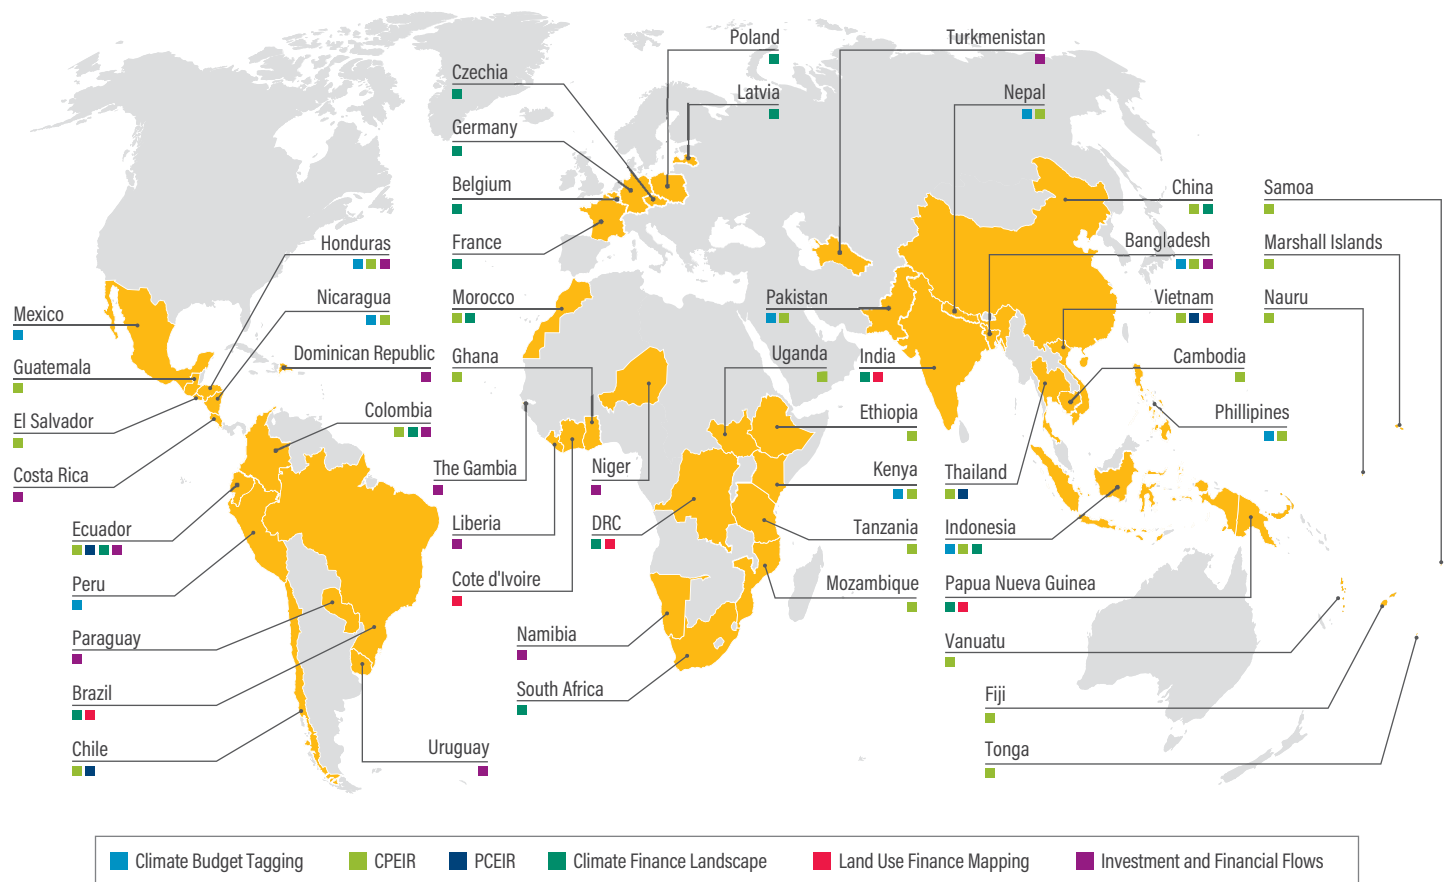 Poland
Turkmenistan
Czechia
Latvia
Nepal
Germany
Belgium
China
Samoa
Honduras
France
Bangladesh
Marshall Islands
Nicaragua
Morocco
Pakistan
Vietnam
Nauru
Mexico
Dominican Republic
Ghana
Uganda
India
Cambodia
Guatemala
El Salvador
Colombia
Ethiopia
Phillipines
Costa Rica
The Gambia
Niger
Kenya
Thailand
Ecuador
Liberia
DRC
Tanzania
Indonesia
Peru
Cote d'Ivoire
Mozambique
Papua Nueva Guinea
Paraguay
Namibia
Vanuatu
Brazil
South Africa
Fiji
Chile
Uruguay
Tonga
Climate Budget Tagging
CPEIR
PCEIR
Climate Finance Landscape
Land Use Finance Mapping
Investment and Financial Flows